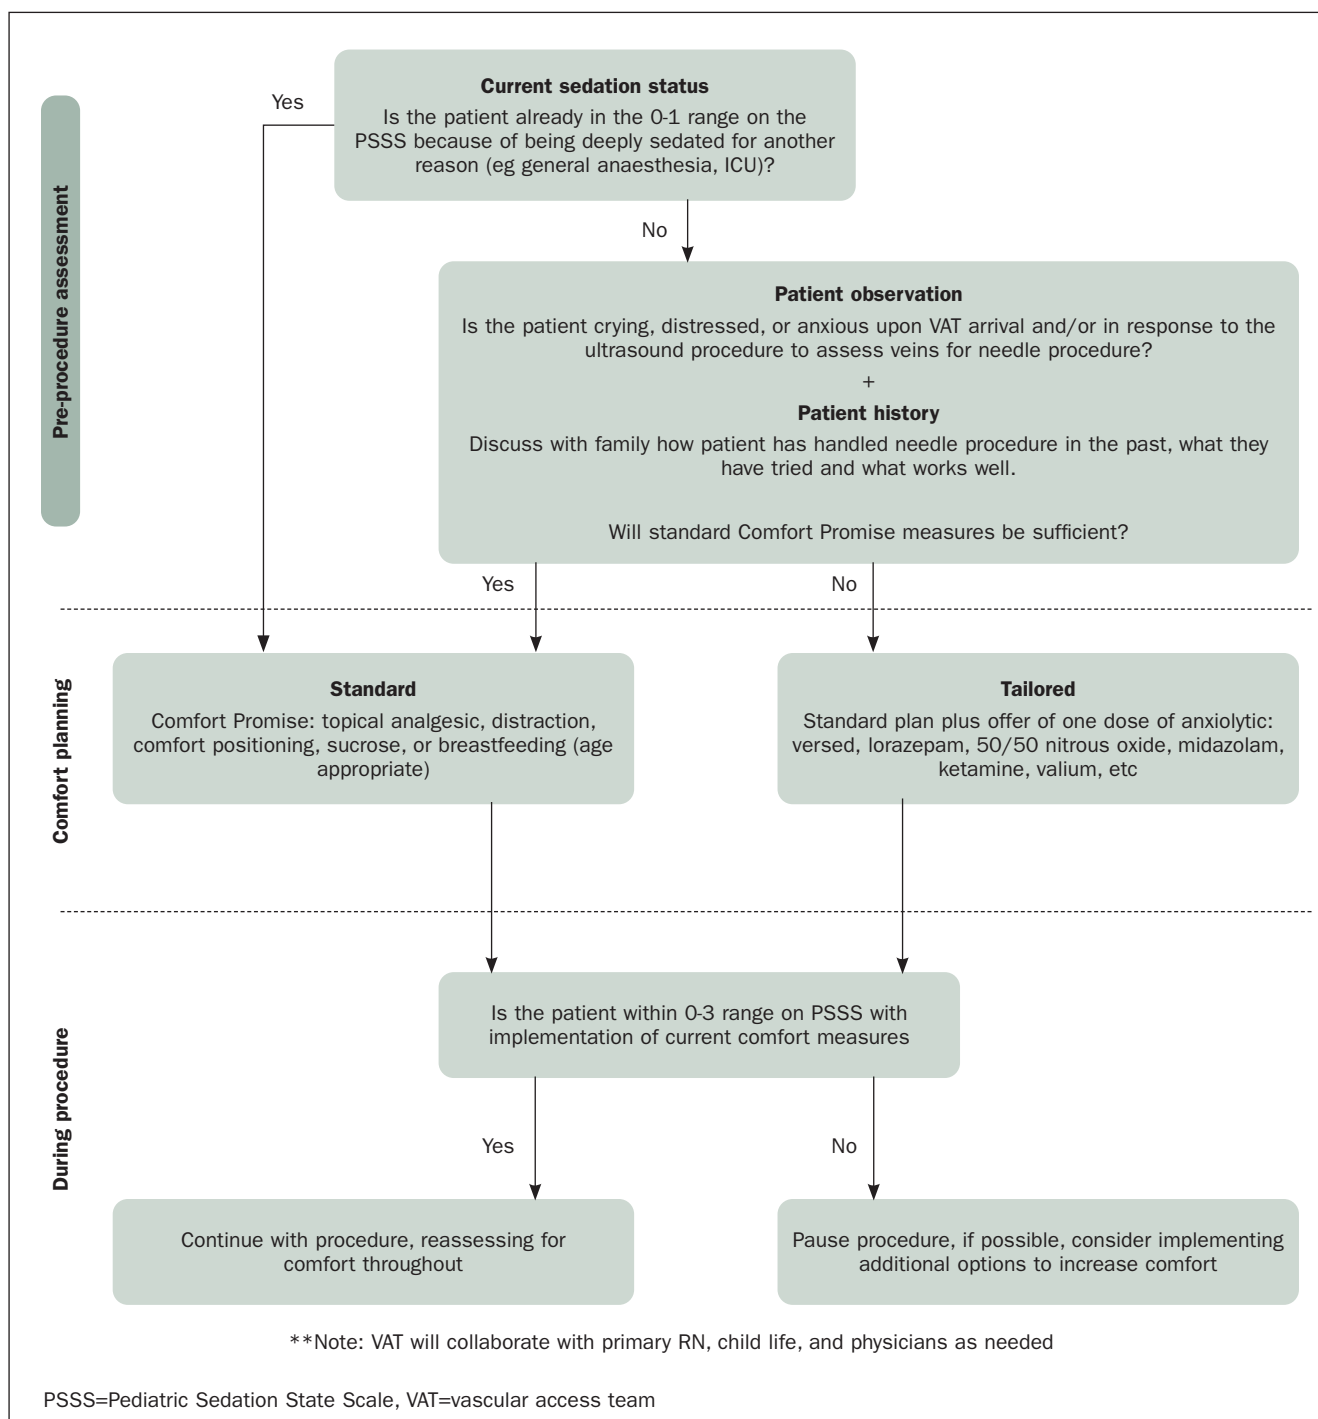 Current sedation status
Is the patient already in the 0-1 range on the
PSSS because of being deeply sedated for another
reason (eg general anaesthesia, ICU)?
Yes
No
Pre-procedure assessment
Patient observation
Is the patient crying, distressed, or anxious upon VAT arrival and/or in response to the
ultrasound procedure to assess veins for needle procedure?
+
Patient history
Discuss with family how patient has handled needle procedure in the past, what they
have tried and what works well.
Will standard Comfort Promise measures be sufficient?
Yes
No
Comfort planning
Standard
Comfort Promise: topical analgesic, distraction,
comfort positioning, sucrose, or breastfeeding (age
appropriate)
Tailored
Standard plan plus offer of one dose of anxiolytic:
versed, lorazepam, 50/50 nitrous oxide, midazolam,
ketamine, valium, etc
During procedure
Is the patient within 0-3 range on PSSS with
implementation of current comfort measures
Yes
No
Continue with procedure, reassessing for
comfort throughout
Pause procedure, if possible, consider implementing
additional options to increase comfort
**Note: VAT will collaborate with primary RN, child life, and physicians as needed
PSSS=Pediatric Sedation State Scale, VAT=vascular access team